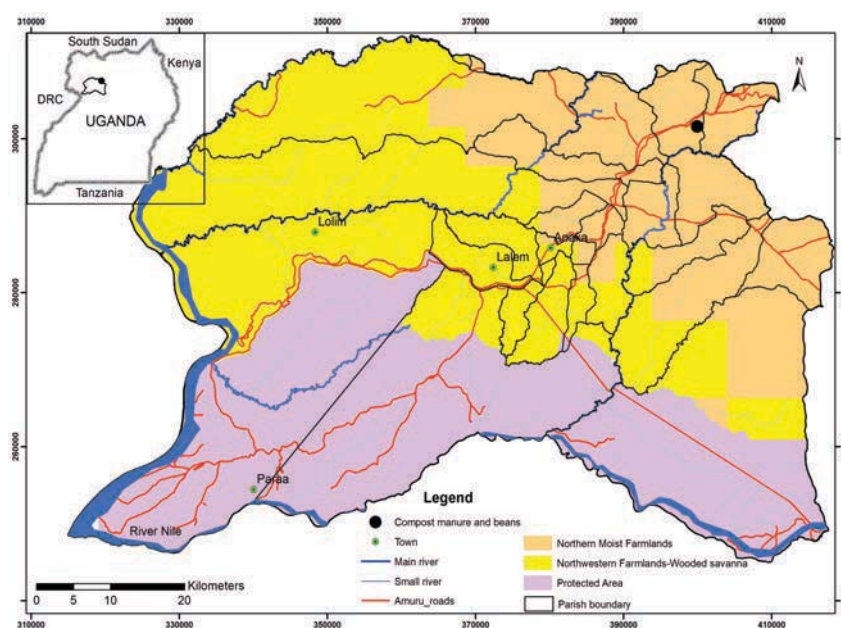 310000 330000 350000 370000 390000 410000
South Sudan
Kenya
DRC
UGANDA
Tanzania
N
300000
280000
260000
Lolim
Anaka
Lalem
Paraa
River Nile
Legend
Compost manure and beans
Town
Main river
Small river
Amuru_roads
Northern Moist Farmlands
Northwestern Farmlands-Wooded savanna
Protected Area
Parish boundary
Kilometers
0 5 10 20
310000 330000 350000 370000 390000 410000